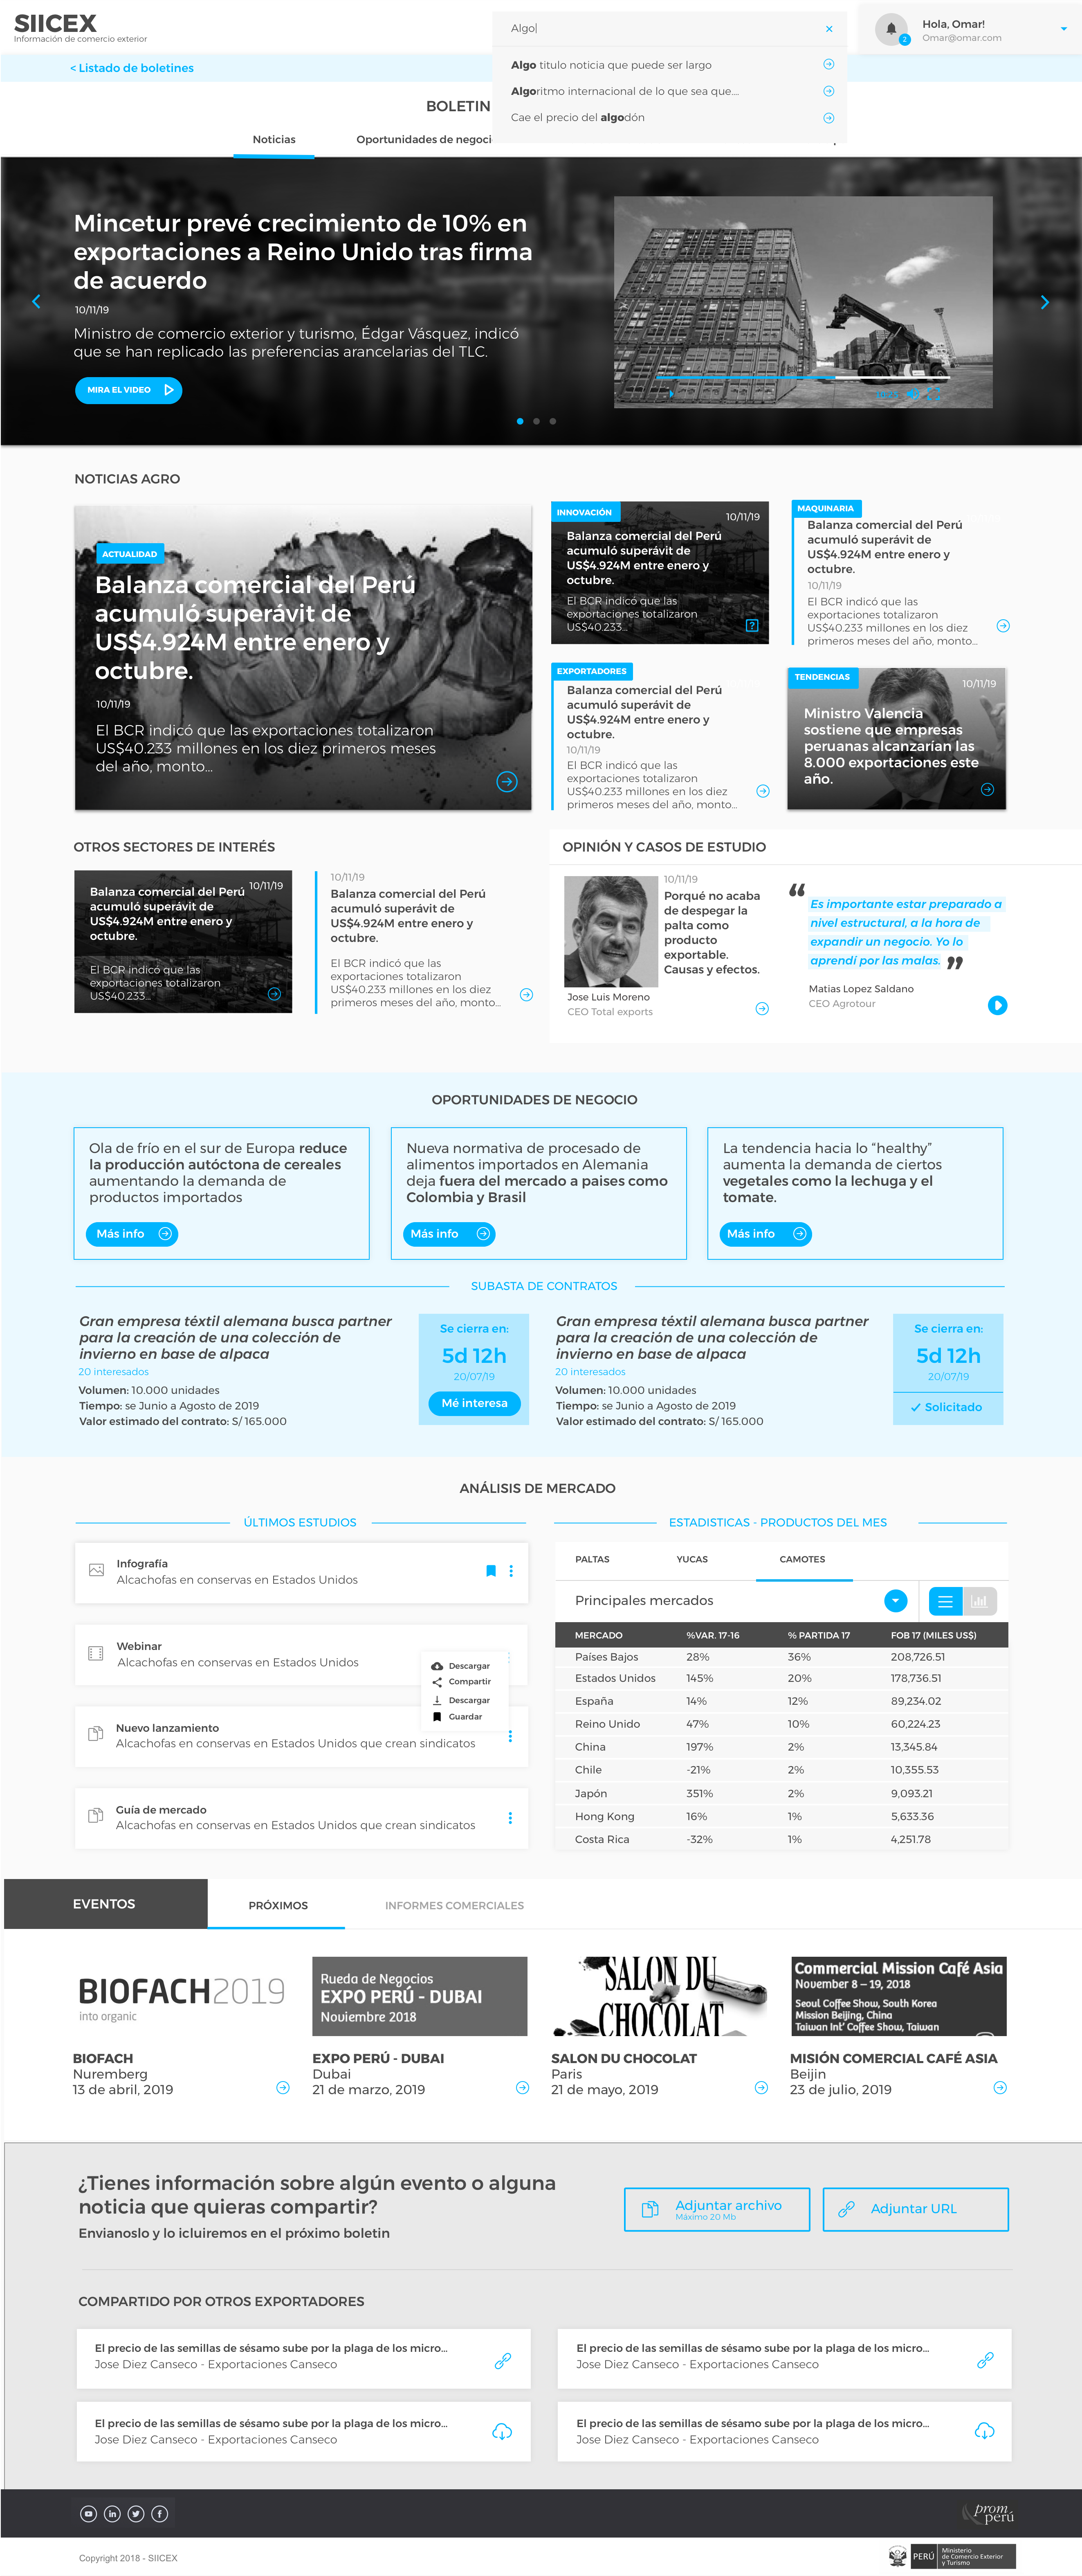 SIICEX
Información de comercio exterior
Algo
Algo titulo noticia que puede ser largo
Algoritmo internacional de lo que sea que....
Cae el precio del algodón
2
Hola, Omar!
Omar@omar.com
< Listado de boletines
BOLETIN
Noticias
Oportunidades de negoci
Mincetur prevé crecimiento de 10% en
exportaciones a Reino Unido tras firma
de acuerdo
10/11/19
Ministro de comercio exterior y turismo, Édgar Vásquez, indicó
que se han replicado las preferencias arancelarias del TLC.
MIRA EL VIDEO
NOTICIAS AGRO
ACTUALIDAD
Balanza comercial del Perú
acumuló superávit de
US$4.924M entre enero y
octubre.
10/11/19
El BCR indicó que las exportaciones totalizaron
US$40.233 millones en los diez primeros meses
del año, monto...
INNOVACIÓN
10/11/19
Balanza comercial del Perú
acumuló superávit de
US$4.924M entre enero y
octubre.
El BCR indicó que las
exportaciones totalizaron
US$40.233...
MAQUINARIA
Balanza comercial del Perú
acumuló superávit de
US$4.924M entre enero y
octubre.
10/11/19
El BCR indicó que las
exportaciones totalizaron
US$40.233 millones en los diez
primeros meses del año, monto...
EXPORTADORES
Balanza comercial del Perú
acumuló superávit de
US$4.924M entre enero y
octubre.
10/11/19
El BCR indicó que las
exportaciones totalizaron
US$40.233 millones en los diez
primeros meses del año, monto...
TENDENCIAS
10/11/19
Ministro Valencia
sostiene que empresas
peruanas alcanzarían las
8.000 exportaciones este
año.
OTROS SECTORES DE INTERÉS
10/11/19
Balanza comercial del Perú
acumuló superávit de
US$4.924M entre enero y
octubre.
El BCR indicó que las
exportaciones totalizaron
US$40.233...
10/11/19
Balanza comercial del Perú
acumuló superávit de
US$4.924M entre enero y
octubre.
El BCR indicó que las
exportaciones totalizaron
US$40.233 millones en los diez
primeros meses del año, monto...
OPINIÓN Y CASOS DE ESTUDIO
10/11/19
Porqué no acaba
de despegar la
palta como
producto
exportable.
Causas y efectos.
Jose Luis Moreno
CEO Total exports
“
Es importante estar preparado a
nivel estructural, a la hora de
expandir un negocio. Yo lo
aprendí por las malas. ”
Matias Lopez Saldano
CEO Agrotour
OPORTUNIDADES DE NEGOCIO
Ola de frío en el sur de Europa reduce
la producción autóctona de cereales
aumentando la demanda de
productos importados
Más info
Nueva normativa de procesado de
alimentos importados en Alemania
deja fuera del mercado a paises como
Colombia y Brasil
Más info
La tendencia hacia lo “healthy”
aumenta la demanda de ciertos
vegetales como la lechuga y el
tomate.
Más info
SUBASTA DE CONTRATOS
Gran empresa téxtil alemana busca partner
para la creación de una colección de
invierno en base de alpaca
20 interesados
Volumen: 10.000 unidades
Tiempo: se Junio a Agosto de 2019
Valor estimado del contrato: S/ 165.000
Se cierra en:
5d 12h
20/07/19
Mé interesa
Gran empresa téxtil alemana busca partner
para la creación de una colección de
invierno en base de alpaca
20 interesados
Volumen: 10.000 unidades
Tiempo: se Junio a Agosto de 2019
Valor estimado del contrato: S/ 165.000
Se cierra en:
5d 12h
20/07/19
Solicitado
ANÁLISIS DE MERCADO
ÚLTIMOS ESTUDIOS
Infografía
Alcachofas en conservas en Estados Unidos
Webinar
Alcachofas en conservas en Estados Unidos
Descargar
Compartir
Descargar
Guardar
Nuevo lanzamiento
Alcachofas en conservas en Estados Unidos que crean sindicatos
Guía de mercado
Alcachofas en conservas en Estados Unidos que crean sindicatos
ESTADISTICAS - PRODUCTOS DEL MES
PALTAS YUCAS CAMOTES
Principales mercados
MERCADO %VAR. 17-16 % PARTIDA 17 FOB 17 (MILES US$)
Países Bajos 28% 36% 208,726.51
Estados Unidos 145% 20% 178,736.51
España 14% 12% 89,234.02
Reino Unido 47% 10% 60,224.23
China 197% 2% 13,345.84
Chile -21% 2% 10,355.53
Japón 351% 2% 9,093.21
Hong Kong 16% 1% 5,633.36
Costa Rica -32% 1% 4,251.78
EVENTOS
PRÓXIMOS
INFORMES COMERCIALES
BIOFACH2019
into organic
BIOFACH
Nuremberg
13 de abril, 2019
Rueda de Negocios
EXPO PERÚ - DUBAI
Noviembre 2018
EXPO PERÚ - DUBAI
Dubai
21 de marzo, 2019
SALON DU
CHOCOLAT
SALON DU CHOCOLAT
Paris
21 de mayo, 2019
Commercial Mission Café Asia
November 8 – 19, 2018
Seoul Coffee Show, South Korea
Mission Beijing, China
Taiwan Int' Coffee Show, Taiwan
MISIÓN COMERCIAL CAFÉ ASIA
Beijin
23 de julio, 2019
¿Tienes información sobre algún evento o alguna
noticia que quieras compartir?
Envianoslo y lo icluiremos en el próximo boletin
Adjuntar archivo
Máximo 20 Mb
Adjuntar URL
COMPARTIDO POR OTROS EXPORTADORES
El precio de las semillas de sésamo sube por la plaga de los micro...
Jose Diez Canseco - Exportaciones Canseco
El precio de las semillas de sésamo sube por la plaga de los micro...
Jose Diez Canseco - Exportaciones Canseco
El precio de las semillas de sésamo sube por la plaga de los micro...
Jose Diez Canseco - Exportaciones Canseco
El precio de las semillas de sésamo sube por la plaga de los micro...
Jose Diez Canseco - Exportaciones Canseco
prom
perú
Copyright 2018 - SIICEX
PERÚ
Ministerio
de Comercio Exterior
y Turismo